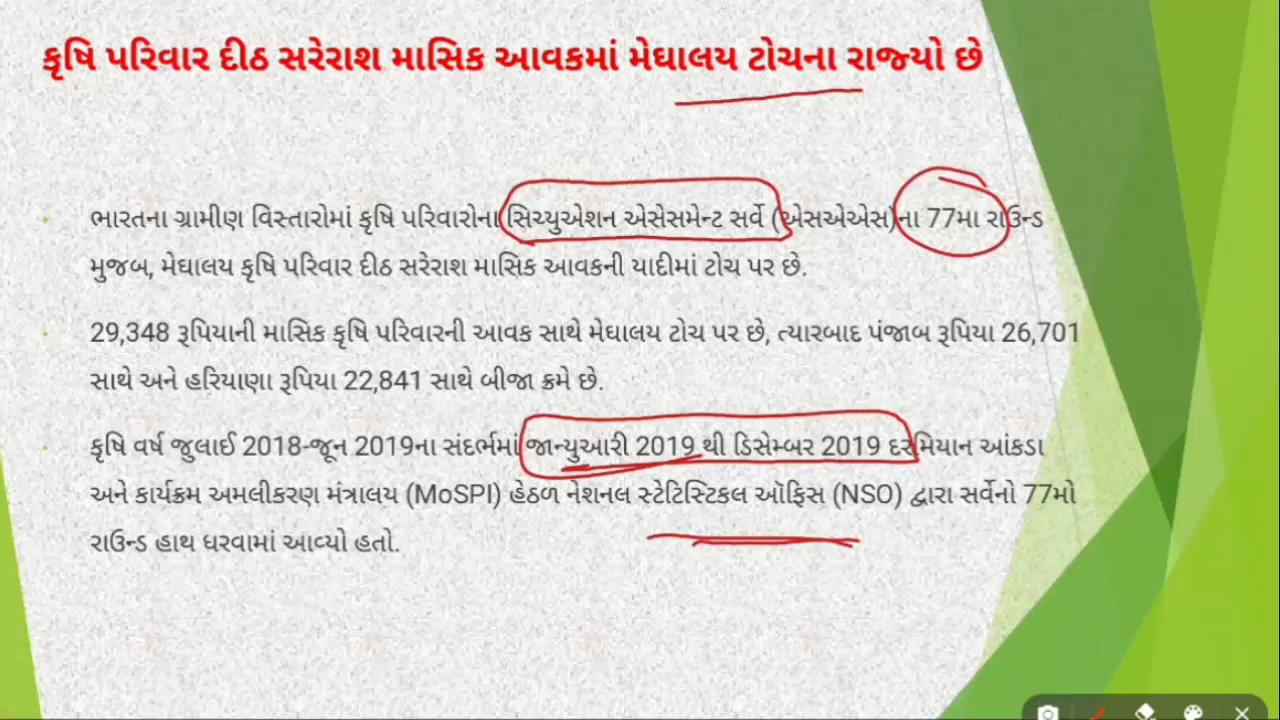 કૃષિ પરિવાર દીઠ સરેરાશ માસિક આવકમાં મેઘાલય ટોચના રાજ્યો છે
ભારતના ગ્રામીણ વિસ્તારોમાં કૃષિ પરિવારોના સિચ્યુએશન એસેસમેન્ટ સર્વે (એસએએસ)ના 77મા રાઉન્ડ
મુજબ, મેઘાલય કૃષિ પરિવાર દીઠ સરેરાશ માસિક આવકની યાદીમાં ટોચ પર છે.
29,348 રૂપિયાની માસિક કૃષિ પરિવારની આવક સાથે મેઘાલય ટોચ પર છે, ત્યારબાદ પંજાબ રૂપિયા 26,701
સાથે અને હરિયાણા રૂપિયા 22,841 સાથે બીજા ક્રમે છે.
કૃષિ વર્ષ જુલાઈ 2018-જૂન 2019ના સંદર્ભમાં જાન્યુઆરી 2019 થી ડિસેમ્બર 2019 દરમિયાન આંકડા
અને કાર્યક્રમ અમલીકરણ મંત્રાલય (MoSPI) હેઠળ નેશનલ સ્ટેટિસ્ટિકલ ઑફિસ (NSO) દ્વારા સર્વેનો 77મો
રાઉન્ડ હાથ ધરવામાં આવ્યો હતો.